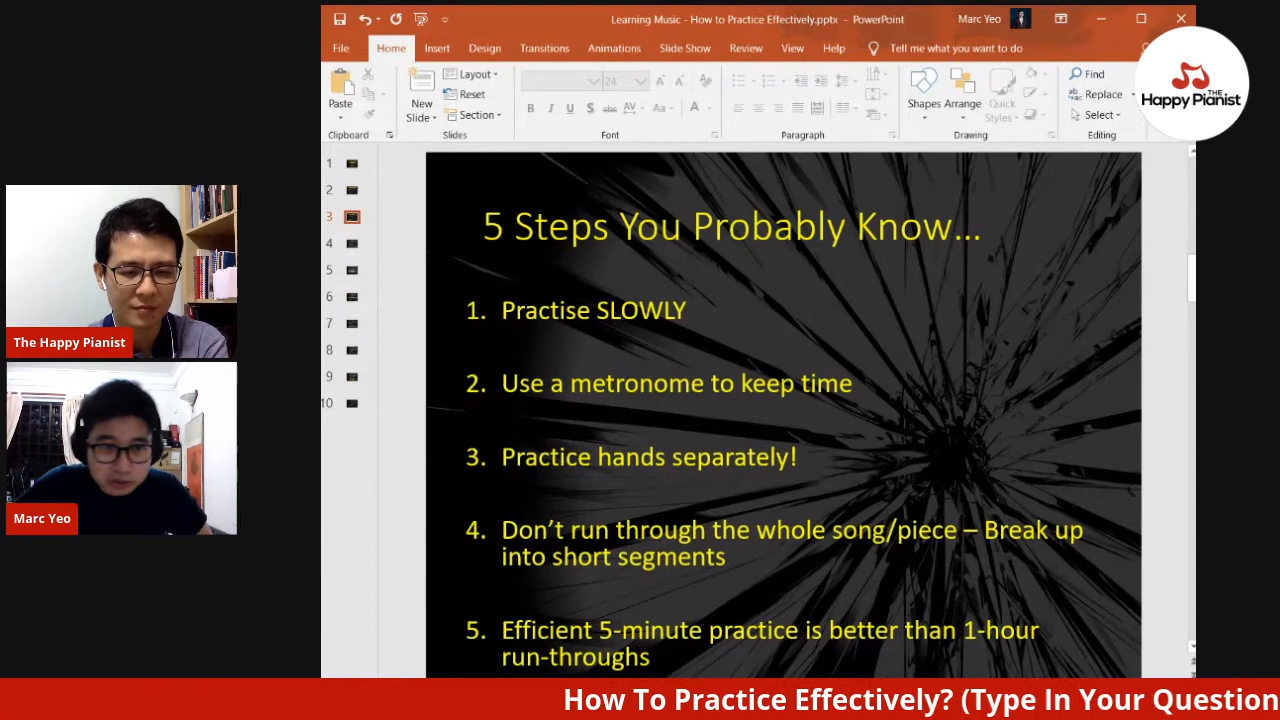 Learning Music - How to Practice Effectively.pptx - PowerPoint
Marc Yeo
File Home Insert Design Transitions Animations Slide Show Review View Help Tell me what you want to do
Paste
New Slide
Layout
Reset
Section
24
B I U S abc AV Aa A
Shapes Arrange Quick Styles
Find
Replace
Select
Clipboard Slides Font Paragraph Drawing Editing
THE
Happy Pianist
1
2
3
4
5
6
7
8
9
10
5 Steps You Probably Know...
1. Practise SLOWLY
2. Use a metronome to keep time
3. Practice hands separately!
4. Don’t run through the whole song/piece – Break up
into short segments
5. Efficient 5-minute practice is better than 1-hour
run-throughs
The Happy Pianist
Marc Yeo
How To Practice Effectively? (Type In Your Question